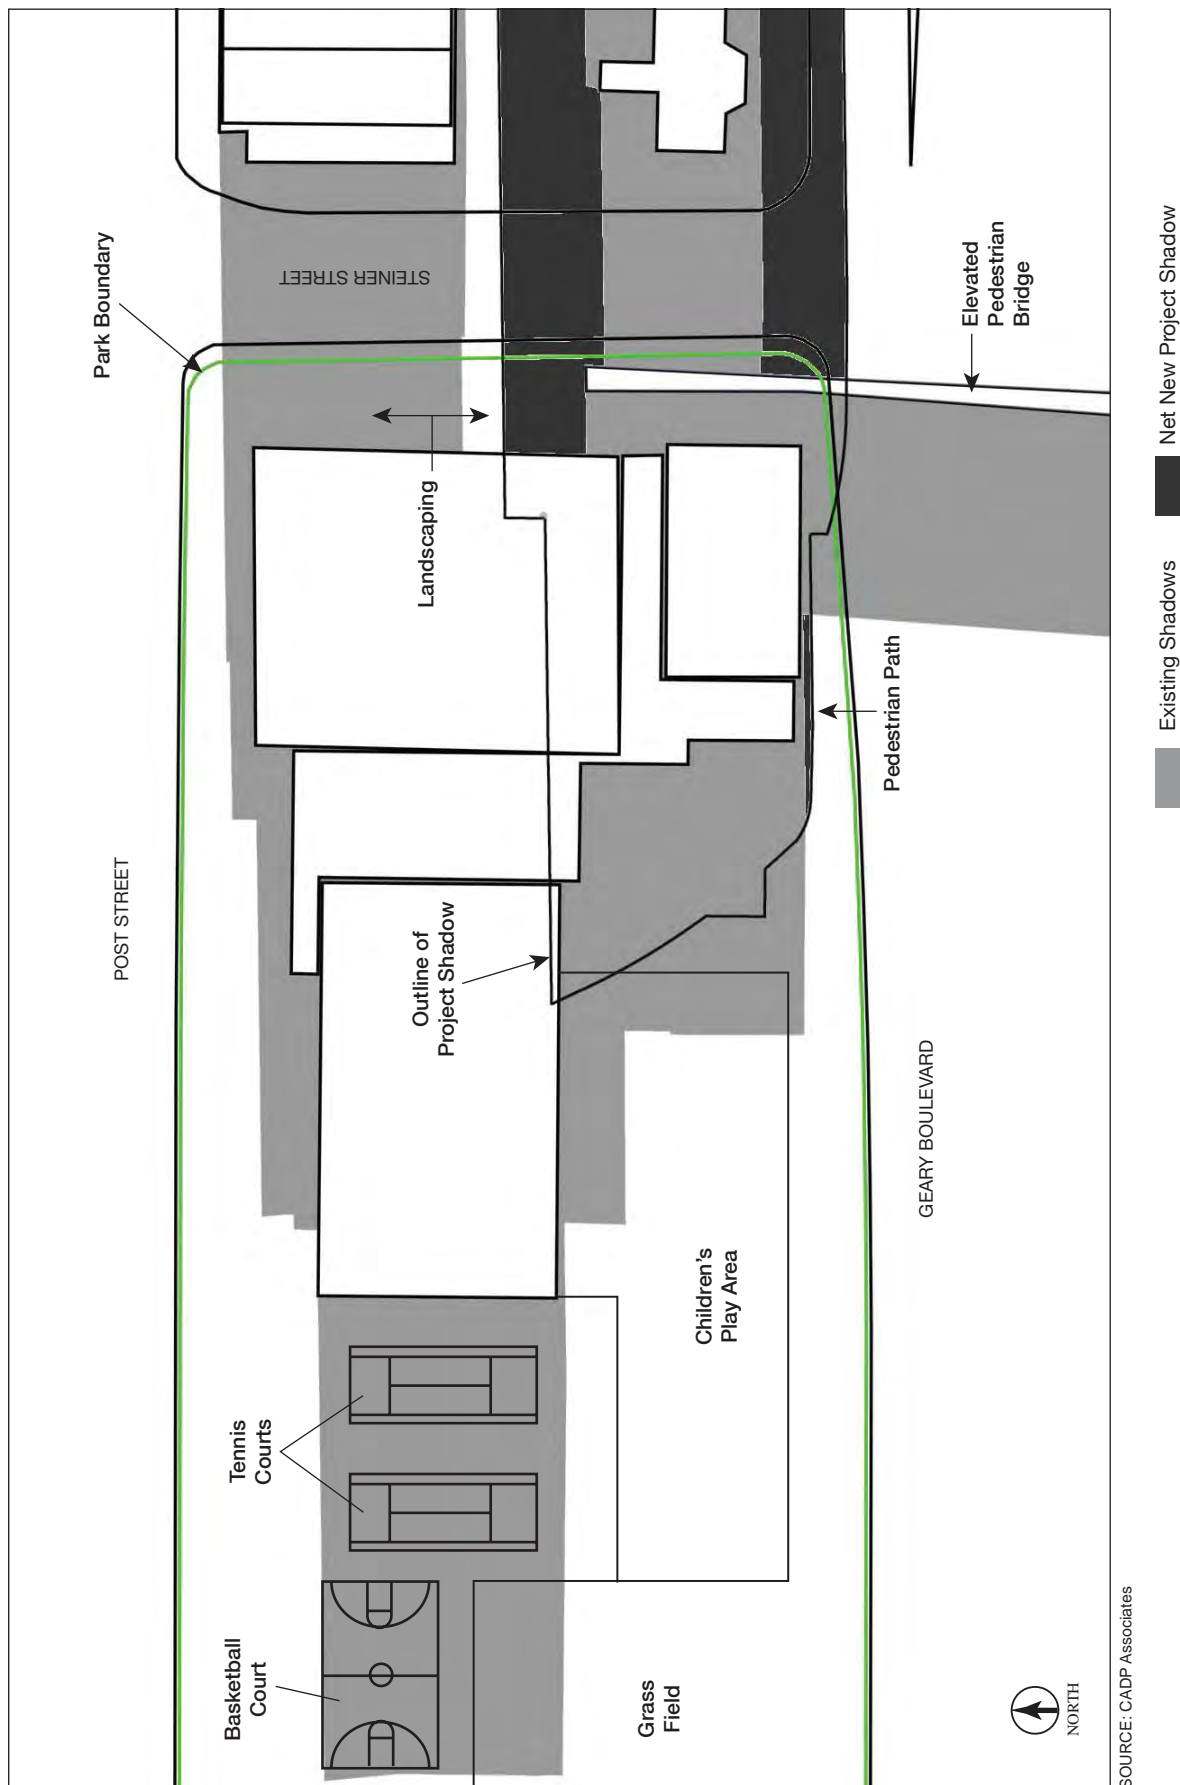 POST STREET
Park Boundary
STEINER STREET
Landscaping
Elevated
Pedestrian
Bridge
Pedestrian Path
Outline of
Project Shadow
GEARY BOULEVARD
Children's
Play Area
Tennis
Courts
Basketball
Court
Grass
Field
NORTH
SOURCE: CADP Associates
Existing Shadows
Net New Project Shadow